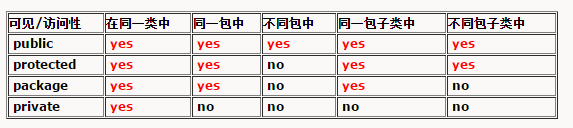 可见/访问性 在同一类中 同一包中 不同包中 同一包子类中 不同包子类中
public yes yes yes yes yes
protected yes yes no yes yes
package yes yes no yes no
private yes no no no no